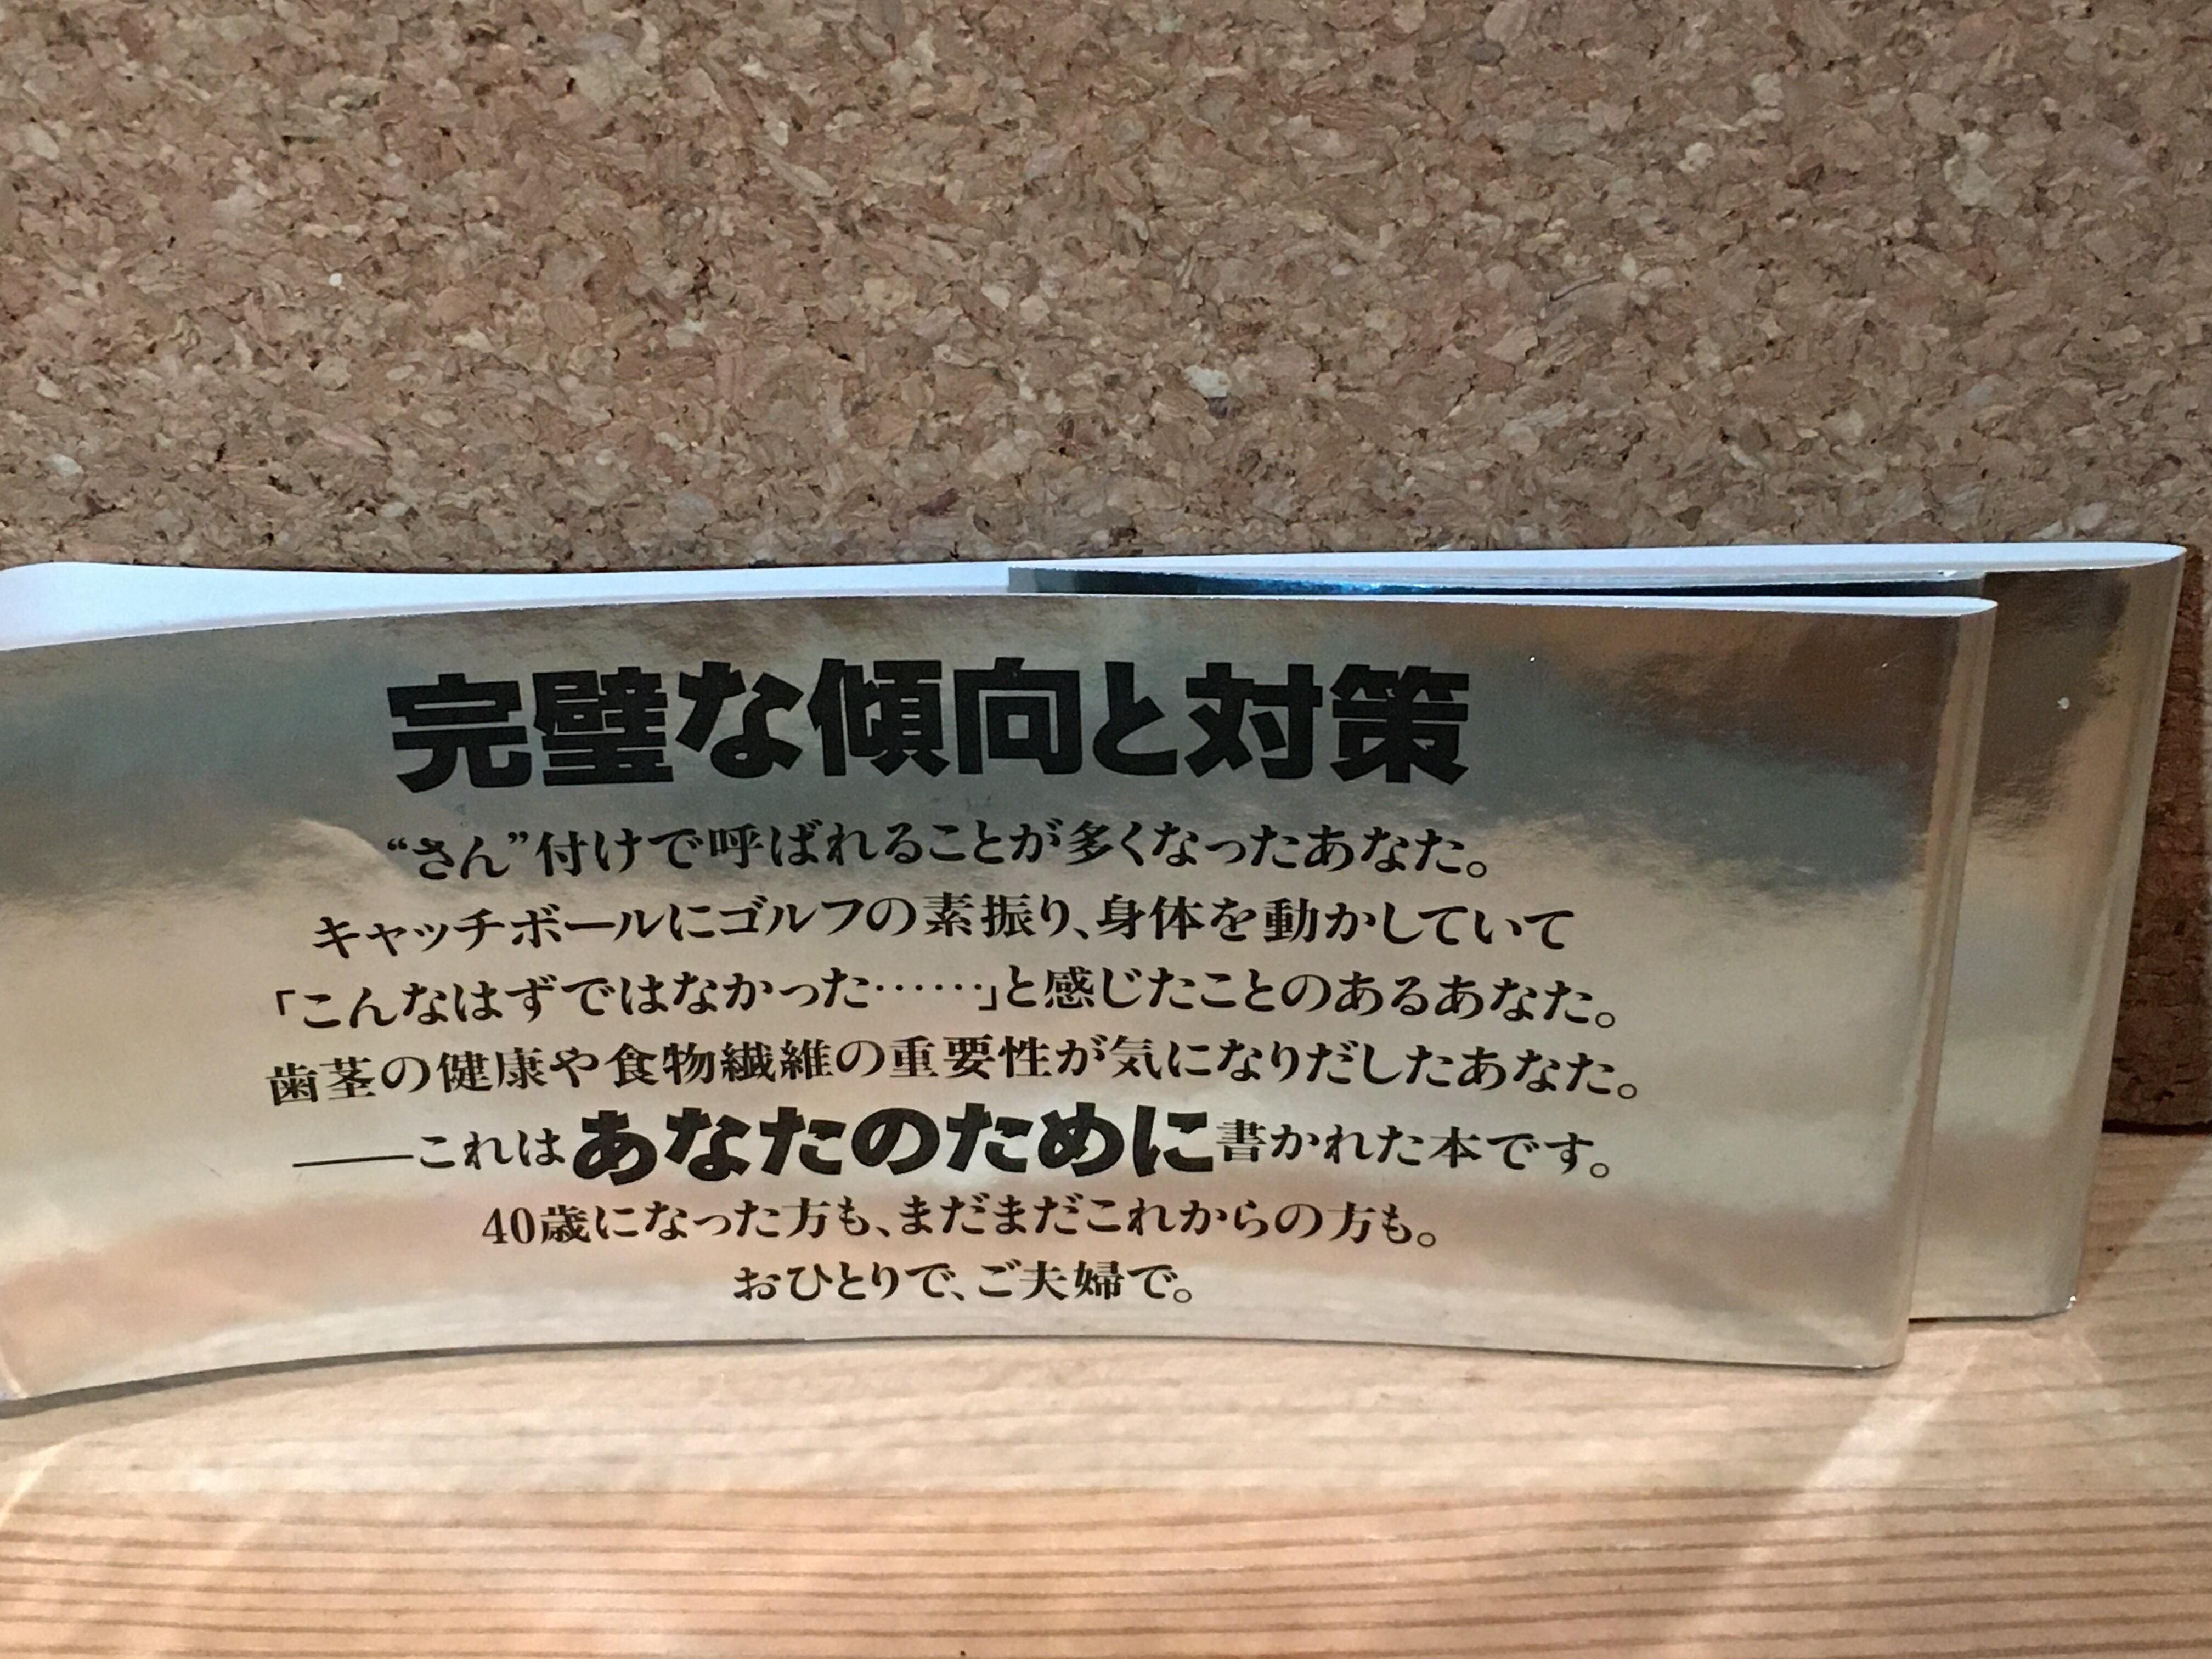 完璧な傾向と対策
“さん”付けで呼ばれることが多くなったあなた。
キャッチボールにゴルフの素振り、身体を動かしていて
「こんなはずではなかった……」と感じたことのあるあなた。
歯茎の健康や食物繊維の重要性が気になりだしたあなた。
――これはあなたのために書かれた本です。
40歳になった方も、まだまだこれからの方も。
おひとりで、ご夫婦で。